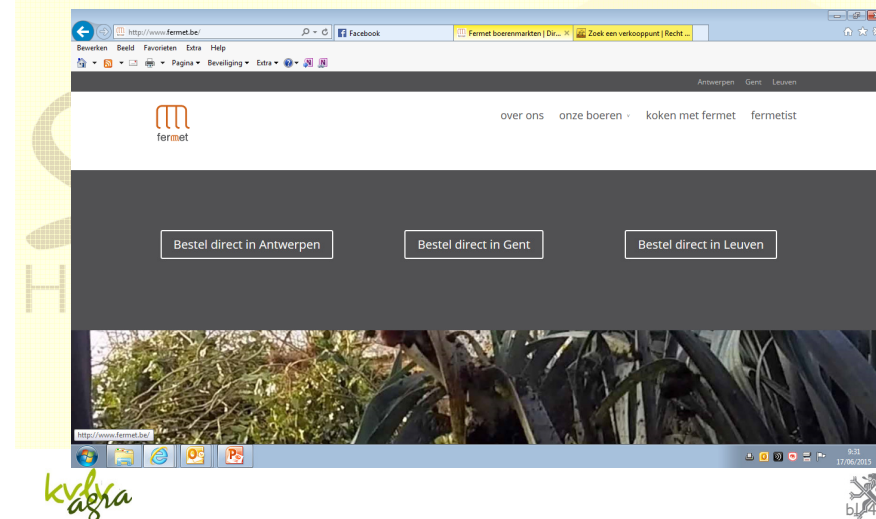 http://www.fermet.be/
Facebook
Fermet boerenmarkten | Dir...
Zoek een verkooppunt | Recht ...
Bewerken Beeld Favorieten Extra Help
Pagina Beveiliging Extra
Antwerpen Gent Leuven
fermet
over ons onze boeren koken met fermet fermetist
Bestel direct in Antwerpen
Bestel direct in Gent
Bestel direct in Leuven
http://www.fermet.be/
9:31
17/06/2015
kvlv
agra